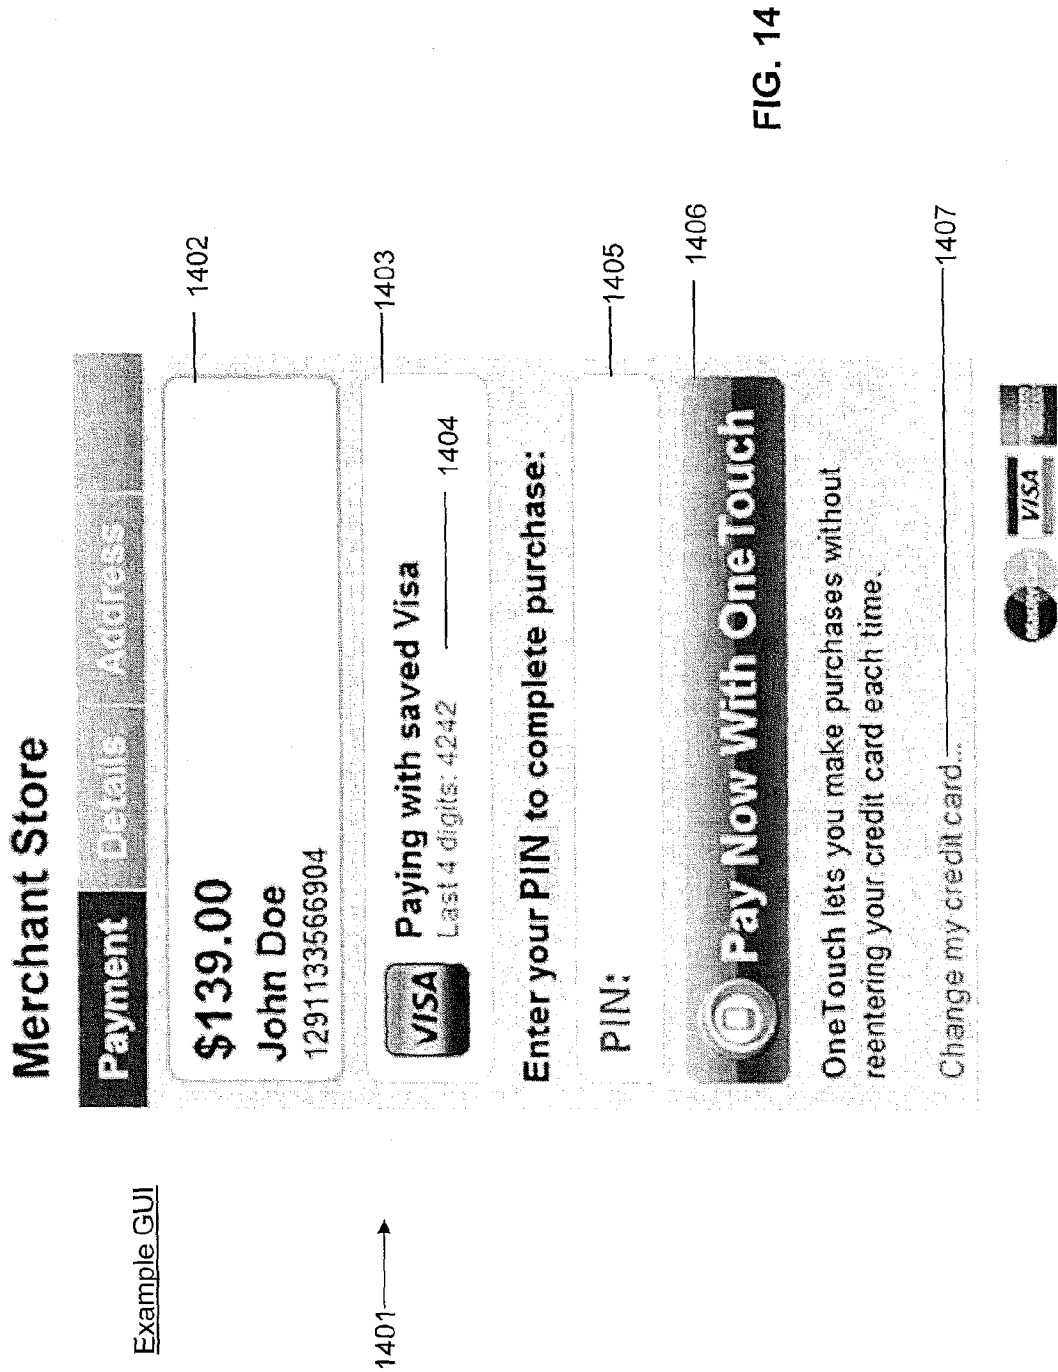 Example GUI
Merchant Store
Payment Details Address
$139.00
John Doe
1291133566904
1402
1401
VISA
Paying with saved Visa
Last 4 digits: 4242
1404
1403
Enter your PIN to complete purchase:
PIN:
1405
Pay Now With OneTouch
1406
OneTouch lets you make purchases without
reentering your credit card each time.
Change my credit card...
1407
VISA
FIG. 14